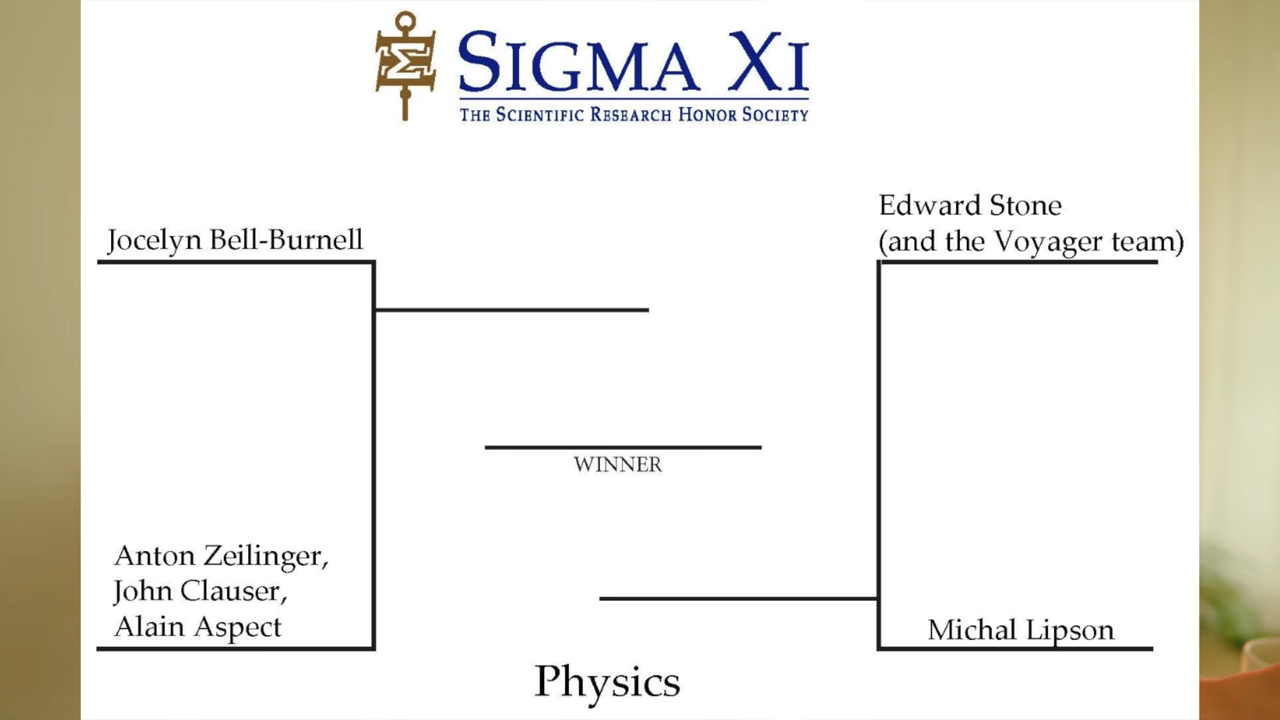 SIGMA XI
THE SCIENTIFIC RESEARCH HONOR SOCIETY
Jocelyn Bell-Burnell
Edward Stone
(and the Voyager team)
WINNER
Anton Zeilinger,
John Clauser,
Alain Aspect
Michal Lipson
Physics